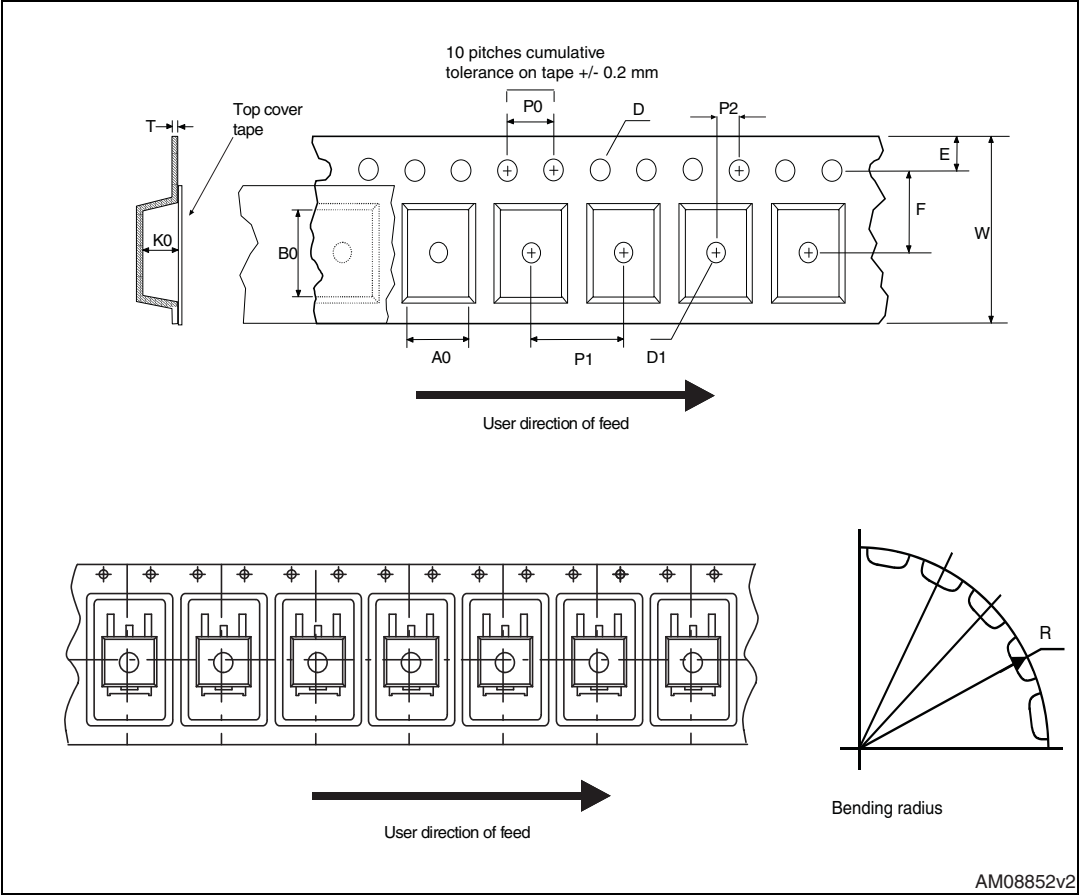 10 pitches cumulative
tolerance on tape +/- 0.2 mm
P0
D
P2
T
Top cover
tape
E
K0
B0
F
W
A0
P1
D1
User direction of feed
R
Bending radius
User direction of feed
AM08852v2